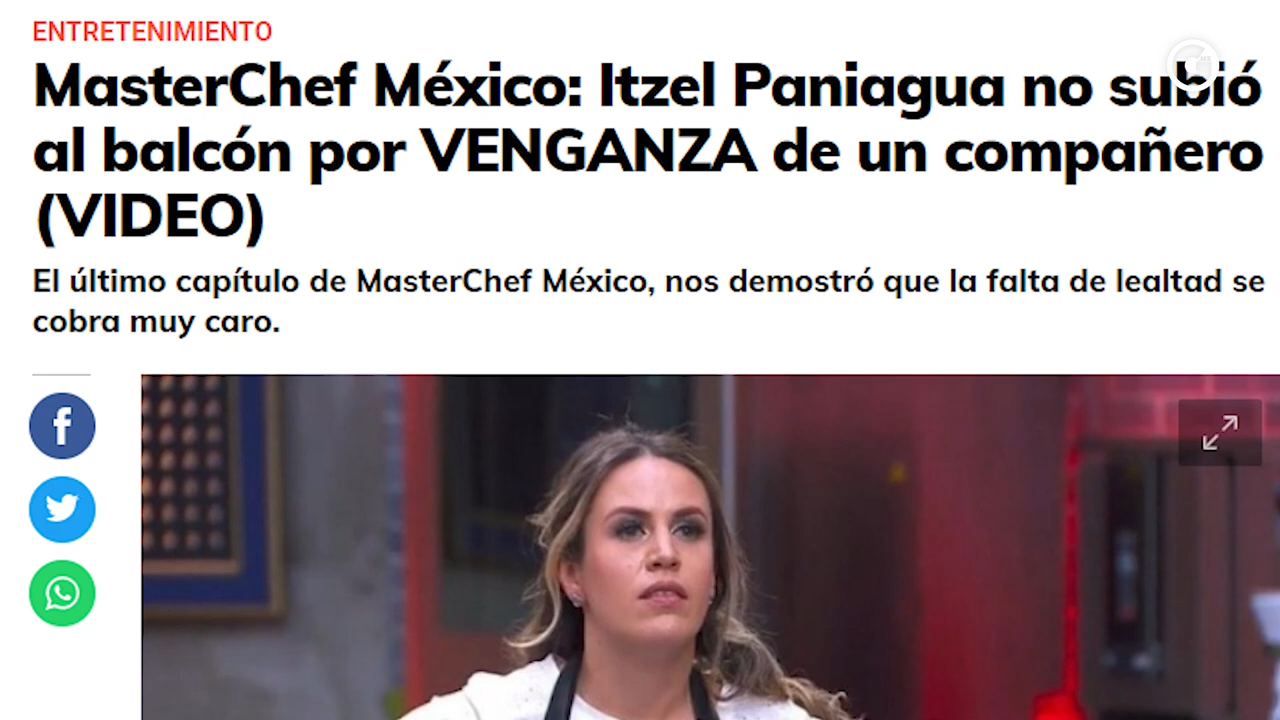 ENTRETENIMIENTO
MasterChef México: Itzel Paniagua no subió
al balcón por VENGANZA de un compañero
(VIDEO)
El último capítulo de MasterChef México, nos demostró que la falta de lealtad se
cobra muy caro.